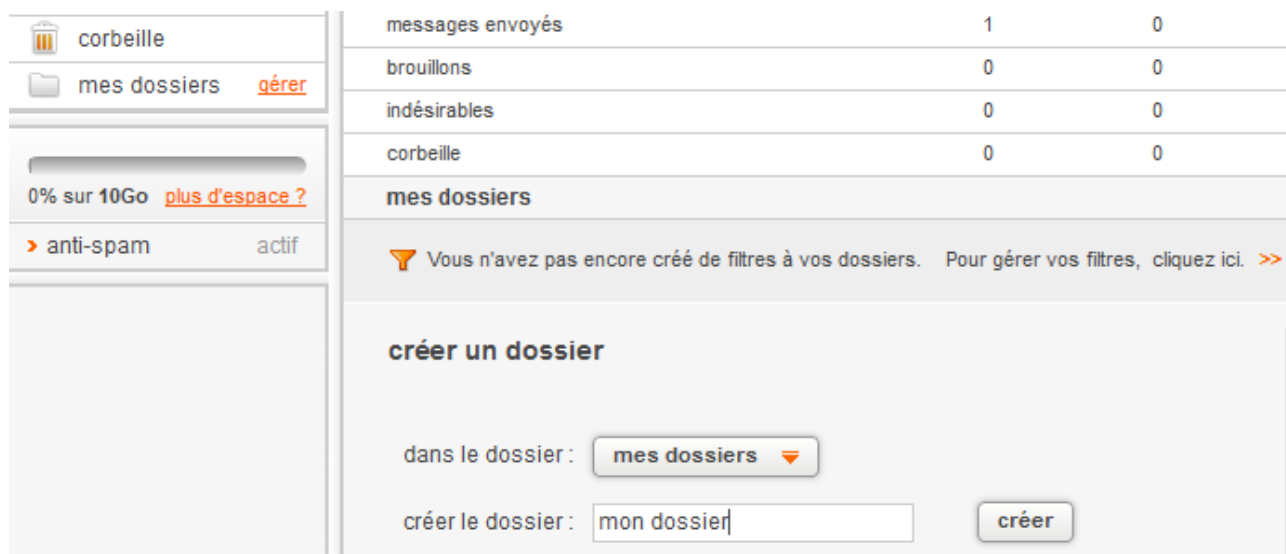 corbeille
mes dossiers gérer
0% sur 10Go plus d'espace ?
anti-spam actif
messages envoyés 1 0
brouillons 0 0
indésirables 0 0
corbeille 0 0
mes dossiers
Vous n'avez pas encore créé de filtres à vos dossiers. Pour gérer vos filtres, cliquez ici. >>
créer un dossier
dans le dossier : mes dossiers
créer le dossier : mon dossier créer